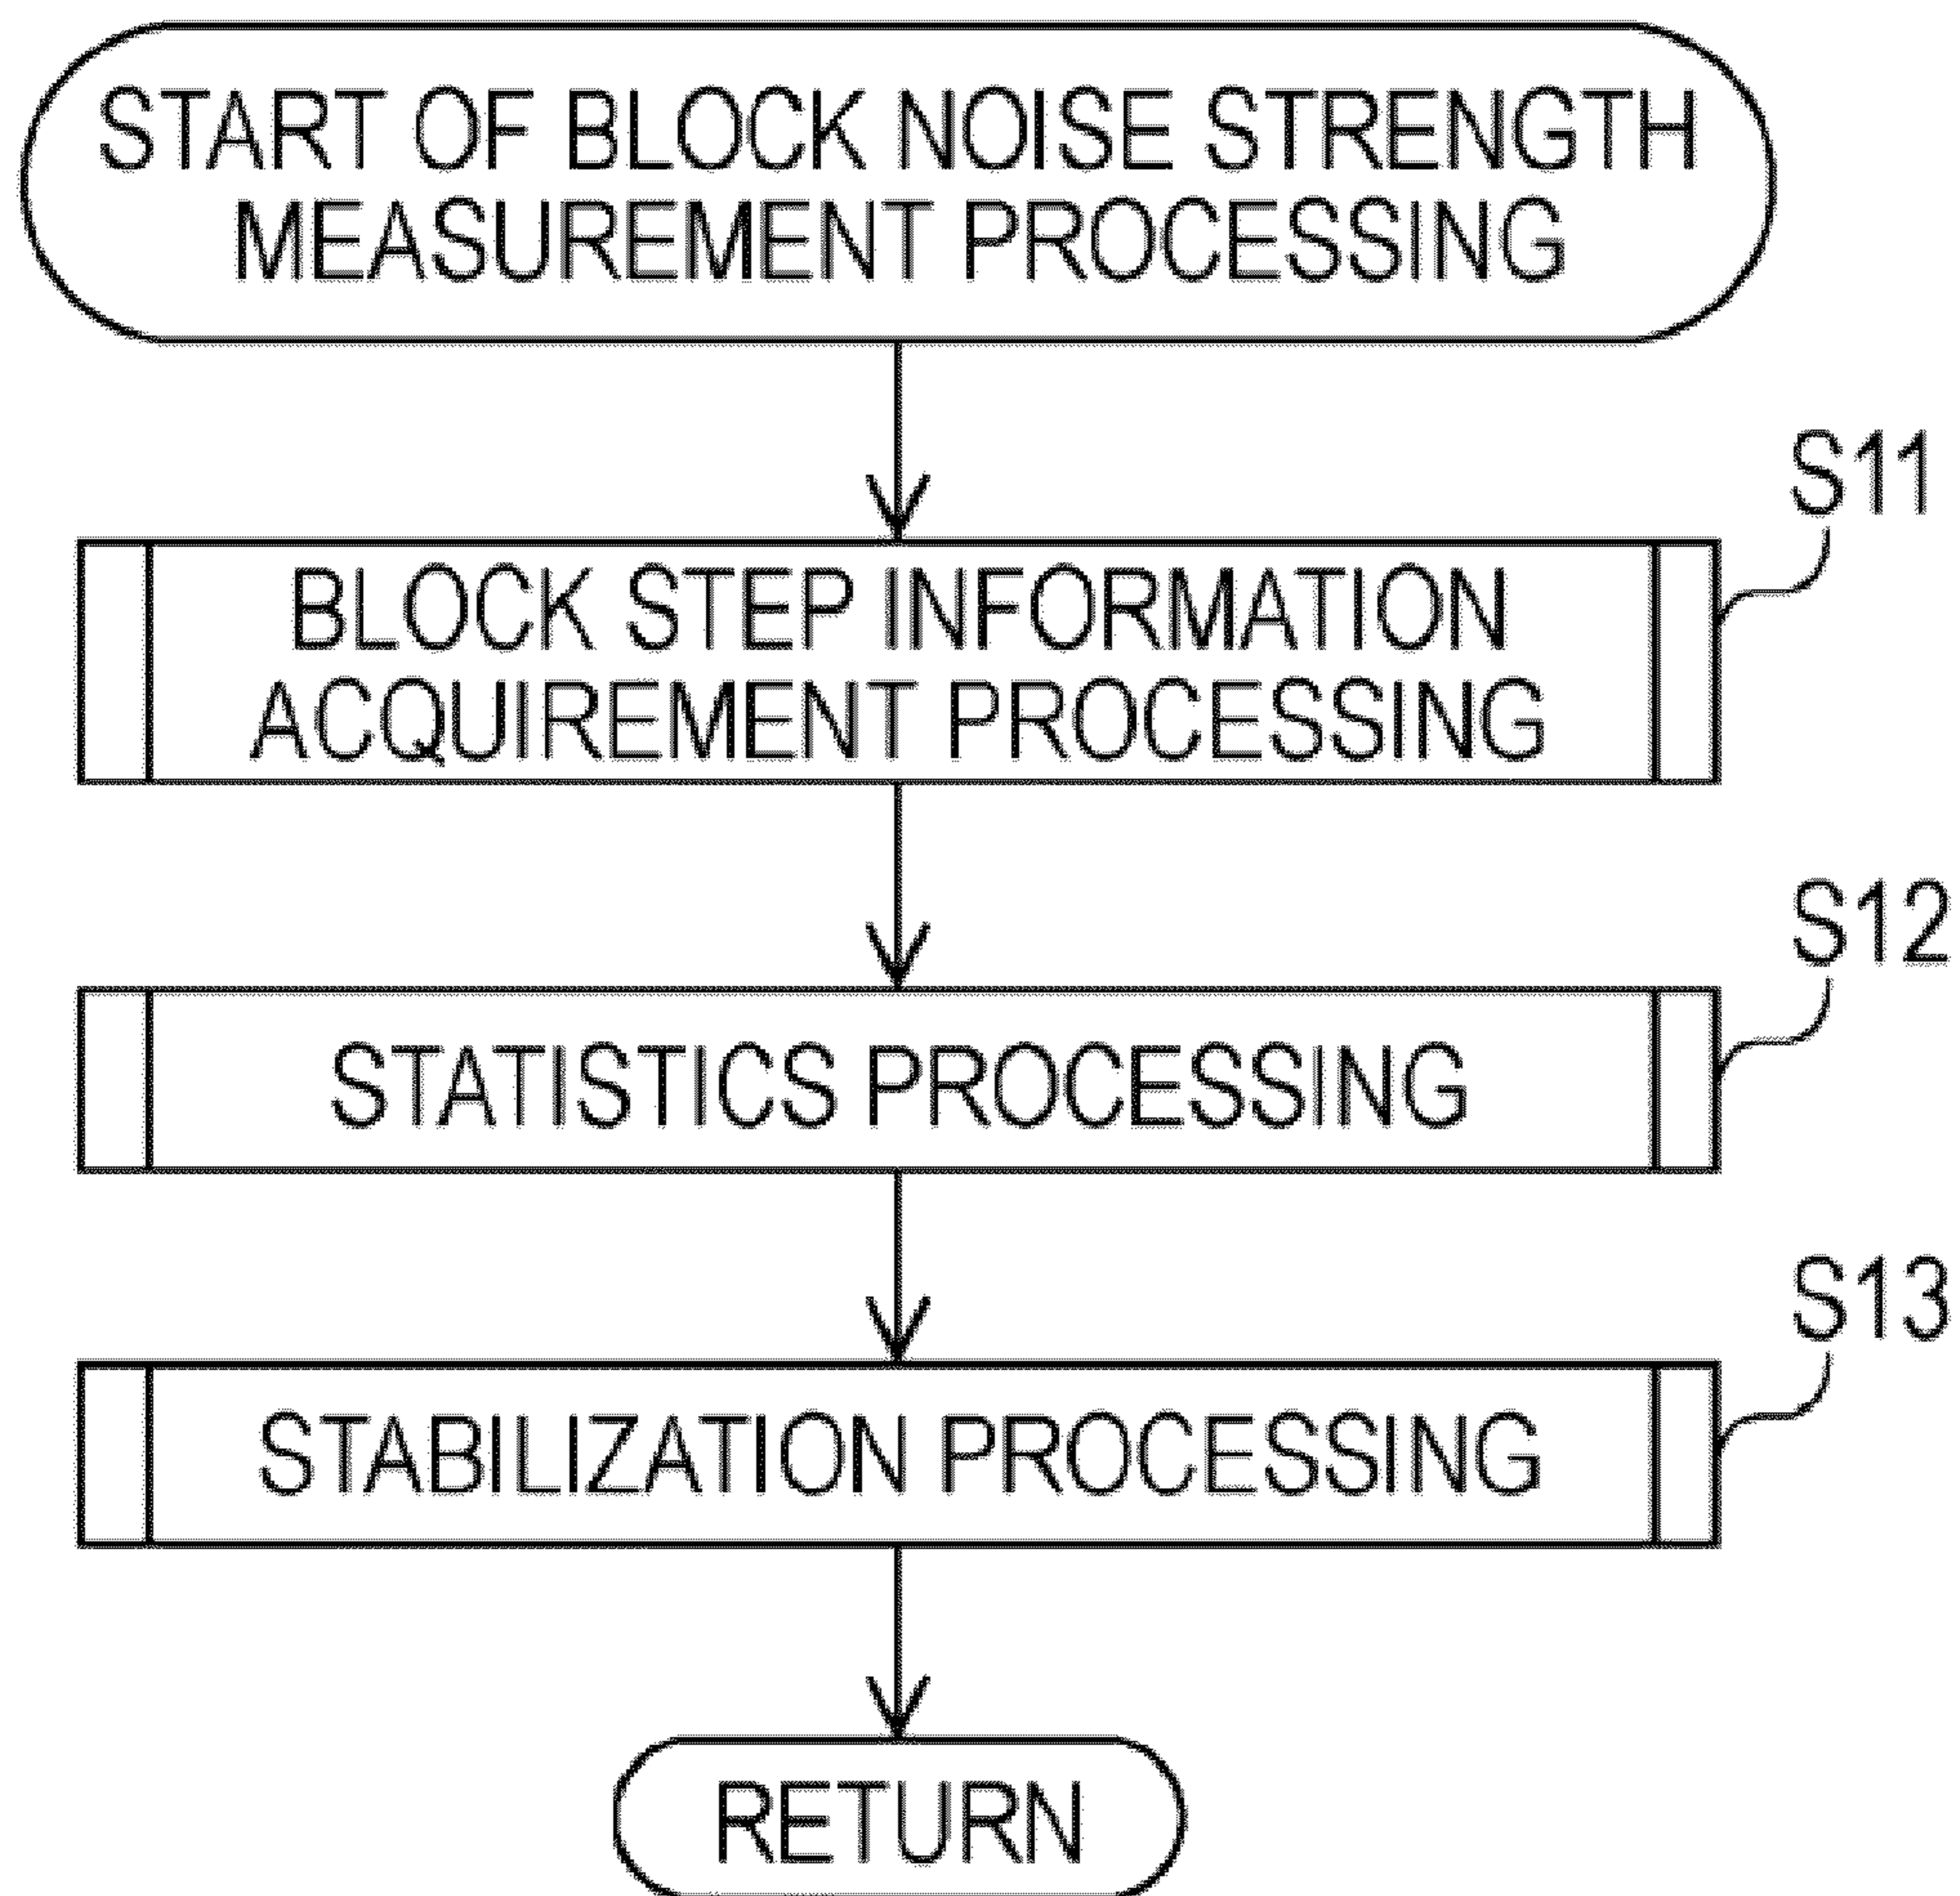 START OF BLOCK NOISE STRENGTH
MEASUREMENT PROCESSING
S11
BLOCK STEP INFORMATION
ACQUIREMENT PROCESSING
S12
STATISTICS PROCESSING
S13
STABILIZATION PROCESSING
RETURN